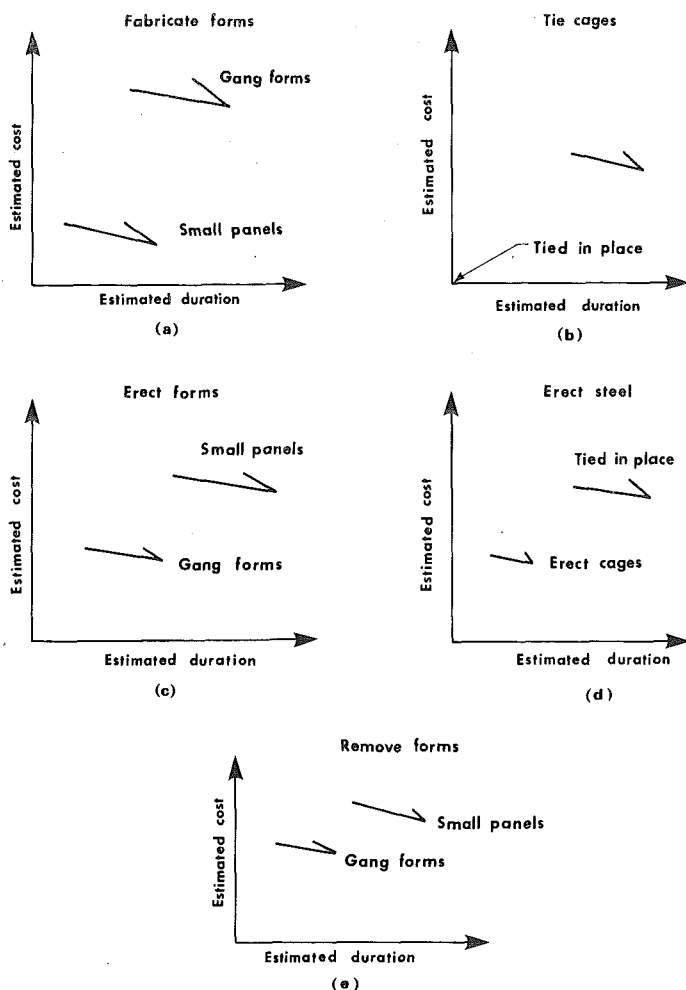 Fabricate forms
Gang forms
Small panels
Estimated cost
Estimated duration
(a)
Tie cages
Tied in place
Estimated cost
Estimated duration
(b)
Erect forms
Small panels
Gang forms
Estimated cost
Estimated duration
(c)
Erect steel
Tied in place
Erect cages
Estimated cost
Estimated duration
(d)
Remove forms
Small panels
Gang forms
Estimated cost
Estimated duration
(e)